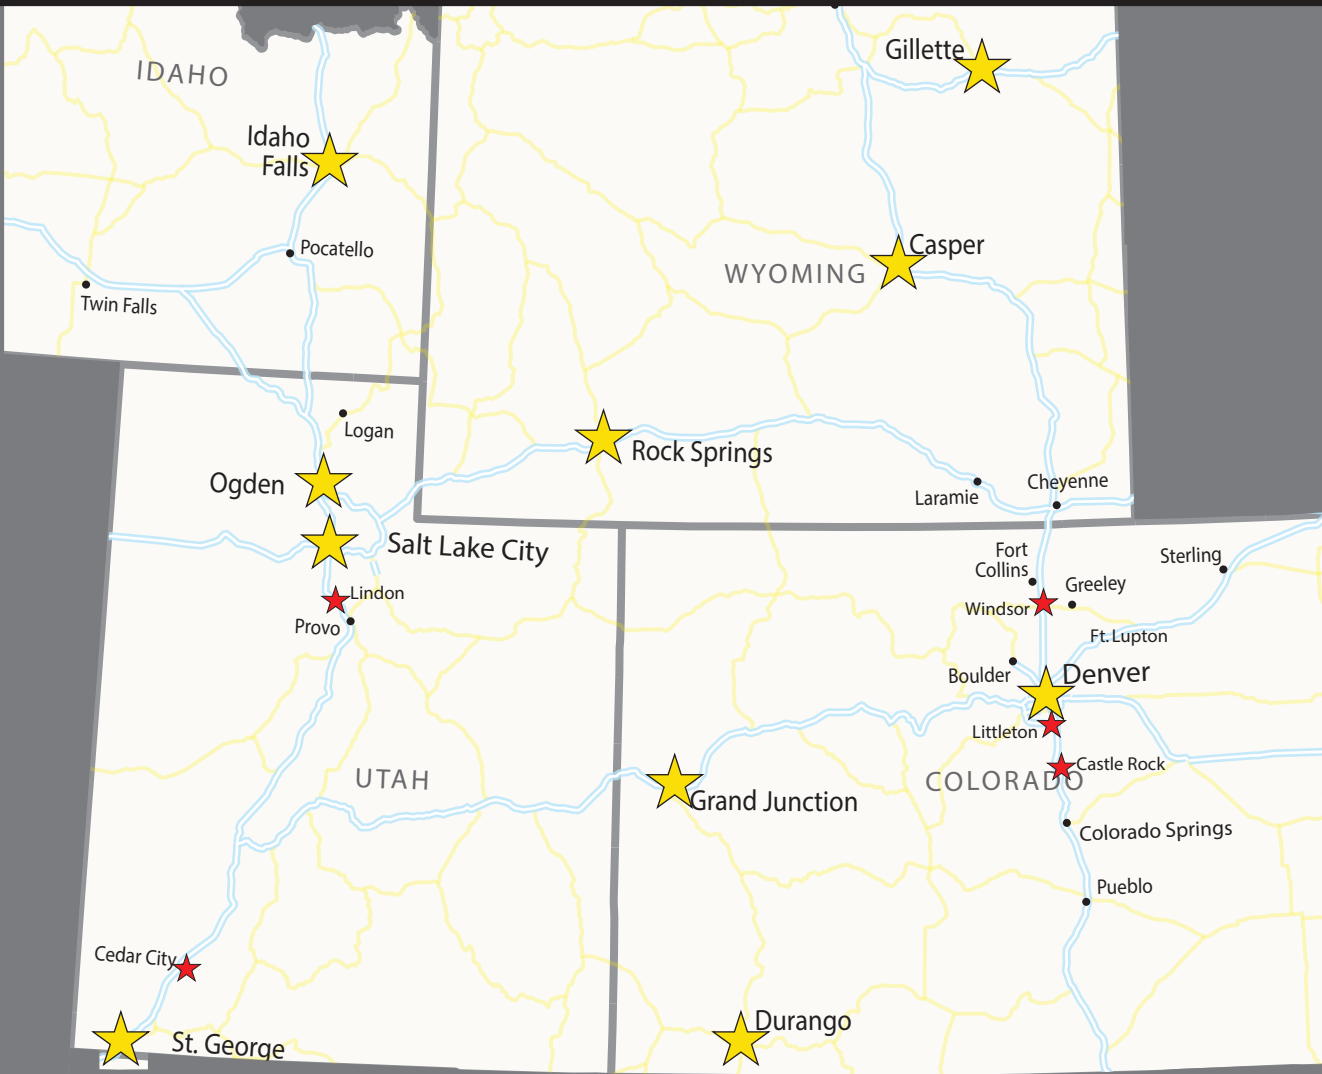 Gillette
IDAHO
Idaho
Falls
Casper
Pocatello
WYOMING
Twin Falls
Logan
Rock Springs
Ogden
Laramie
Cheyenne
Salt Lake City
Fort
Collins
Sterling
Greeley
Lindon
Windsor
Provo
Ft. Lupton
Boulder
Denver
Littleton
Castle Rock
UTAH
COLORADO
Grand Junction
Colorado Springs
Pueblo
Cedar City
Durango
St. George